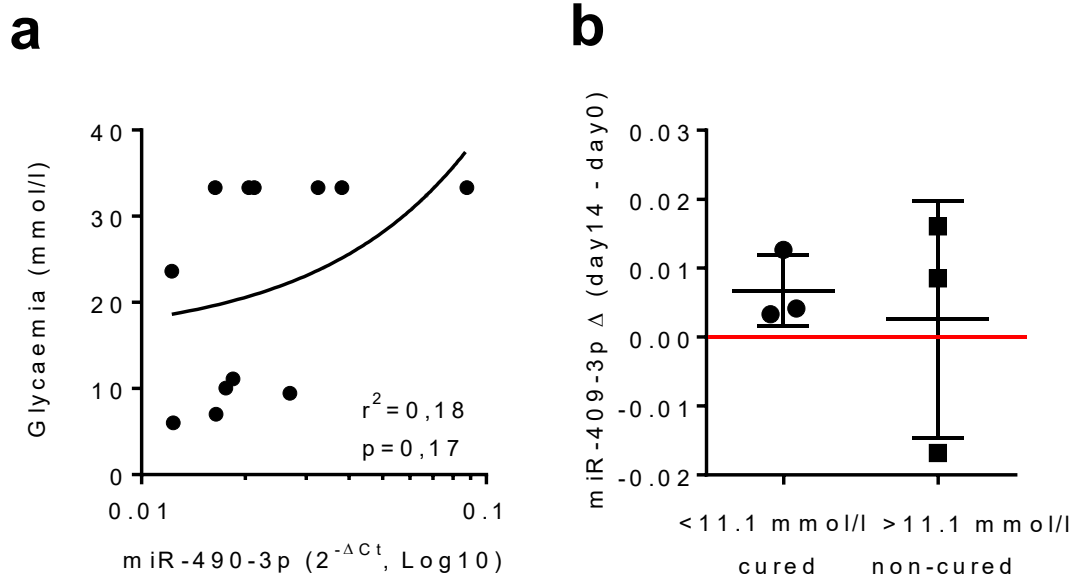 a
b
Glycaemia (mmol/l)
40
30
20
10
0
0.01
0.1
r²=0,18
p=0,17
miR-490-3p (2^-ΔCt, Log10)
miR-409-3p Δ (day14 - day0)
0.03
0.02
0.01
0.00
-0.01
-0.02
<11.1 mmol/l
cured
>11.1 mmol/l
non-cured